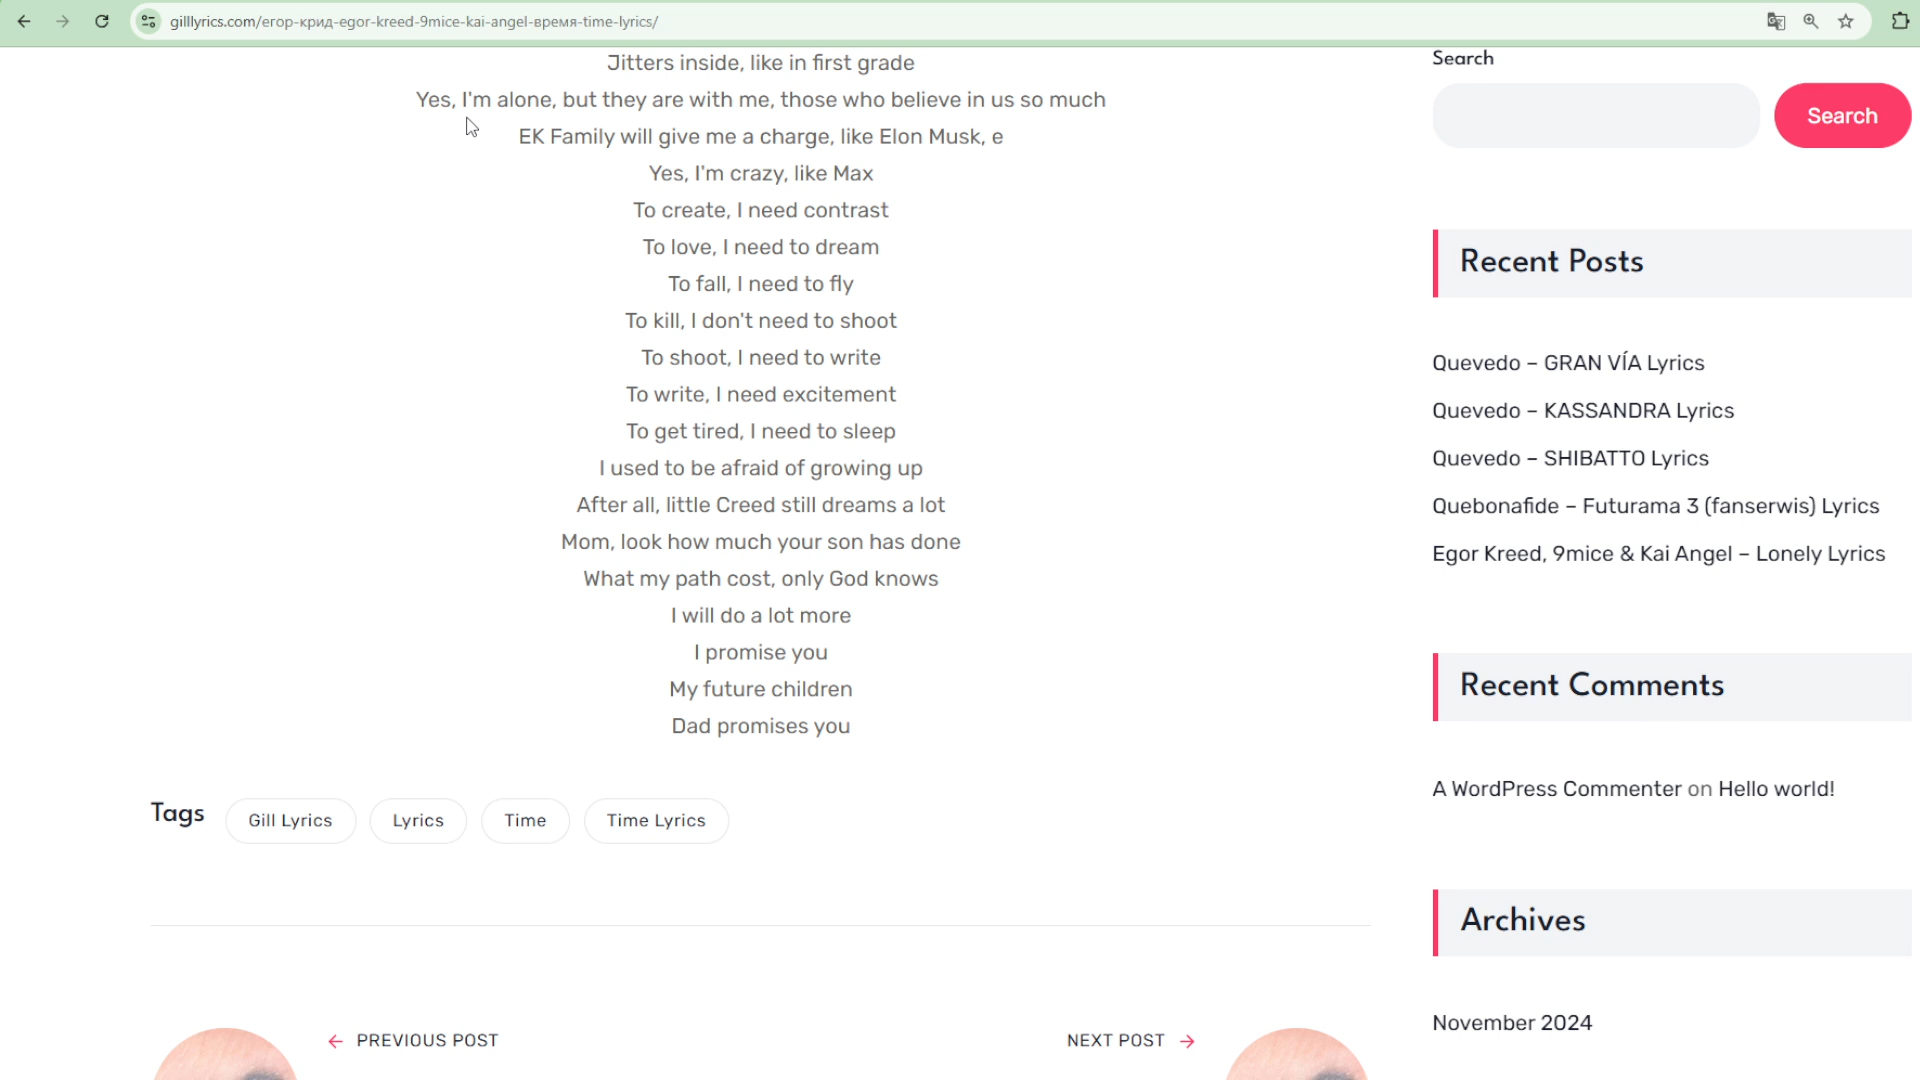 gilllyrics.com/егор-крид-egor-kreed-9mice-kai-angel-время-time-lyrics/
Jitters inside, like in first grade
Yes, I'm alone, but they are with me, those who believe in us so much
EK Family will give me a charge, like Elon Musk, e
Yes, I'm crazy, like Max
To create, I need contrast
To love, I need to dream
To fall, I need to fly
To kill, I don't need to shoot
To shoot, I need to write
To write, I need excitement
To get tired, I need to sleep
I used to be afraid of growing up
After all, little Creed still dreams a lot
Mom, look how much your son has done
What my path cost, only God knows
I will do a lot more
I promise you
My future children
Dad promises you
Tags
Gill Lyrics
Lyrics
Time
Time Lyrics
PREVIOUS POST
NEXT POST
Search
Search
Recent Posts
Quevedo – GRAN VÍA Lyrics
Quevedo – KASSANDRA Lyrics
Quevedo – SHIBATTO Lyrics
Quebonafide – Futurama 3 (fanserwis) Lyrics
Egor Kreed, 9mice & Kai Angel – Lonely Lyrics
Recent Comments
A WordPress Commenter on Hello world!
Archives
November 2024